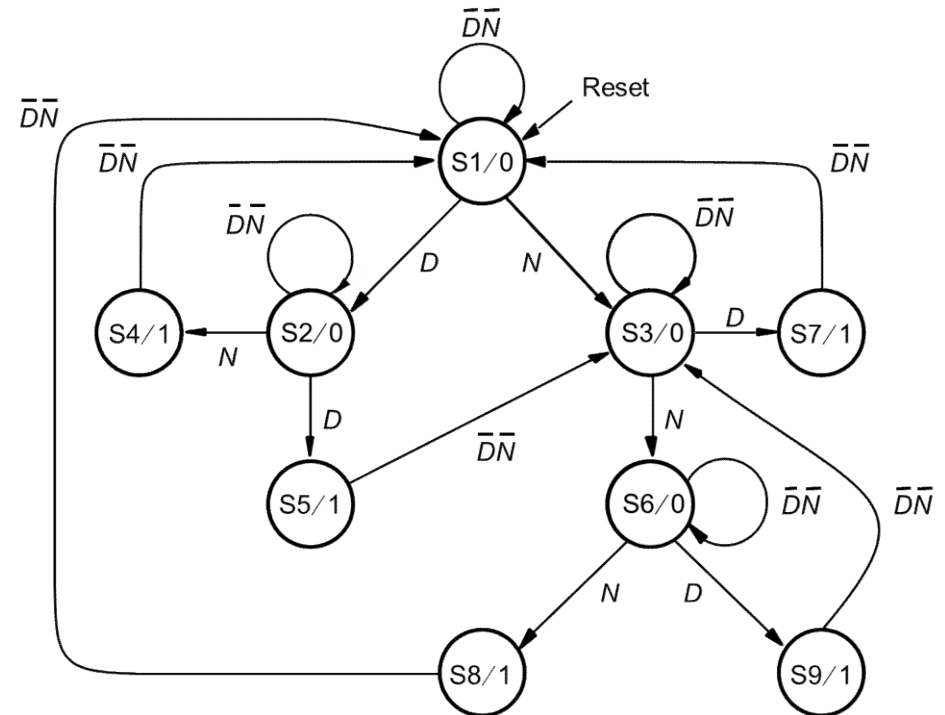 D̅N̅
Reset
D̅N̅
S1/0
D̅N̅
D̅N̅
D̅N̅
D̅N̅
D
N
S4/1
S2/0
S3/0
D
S7/1
N
D
N
D̅N̅
S5/1
S6/0
D̅N̅
D̅N̅
N
D
S8/1
S9/1